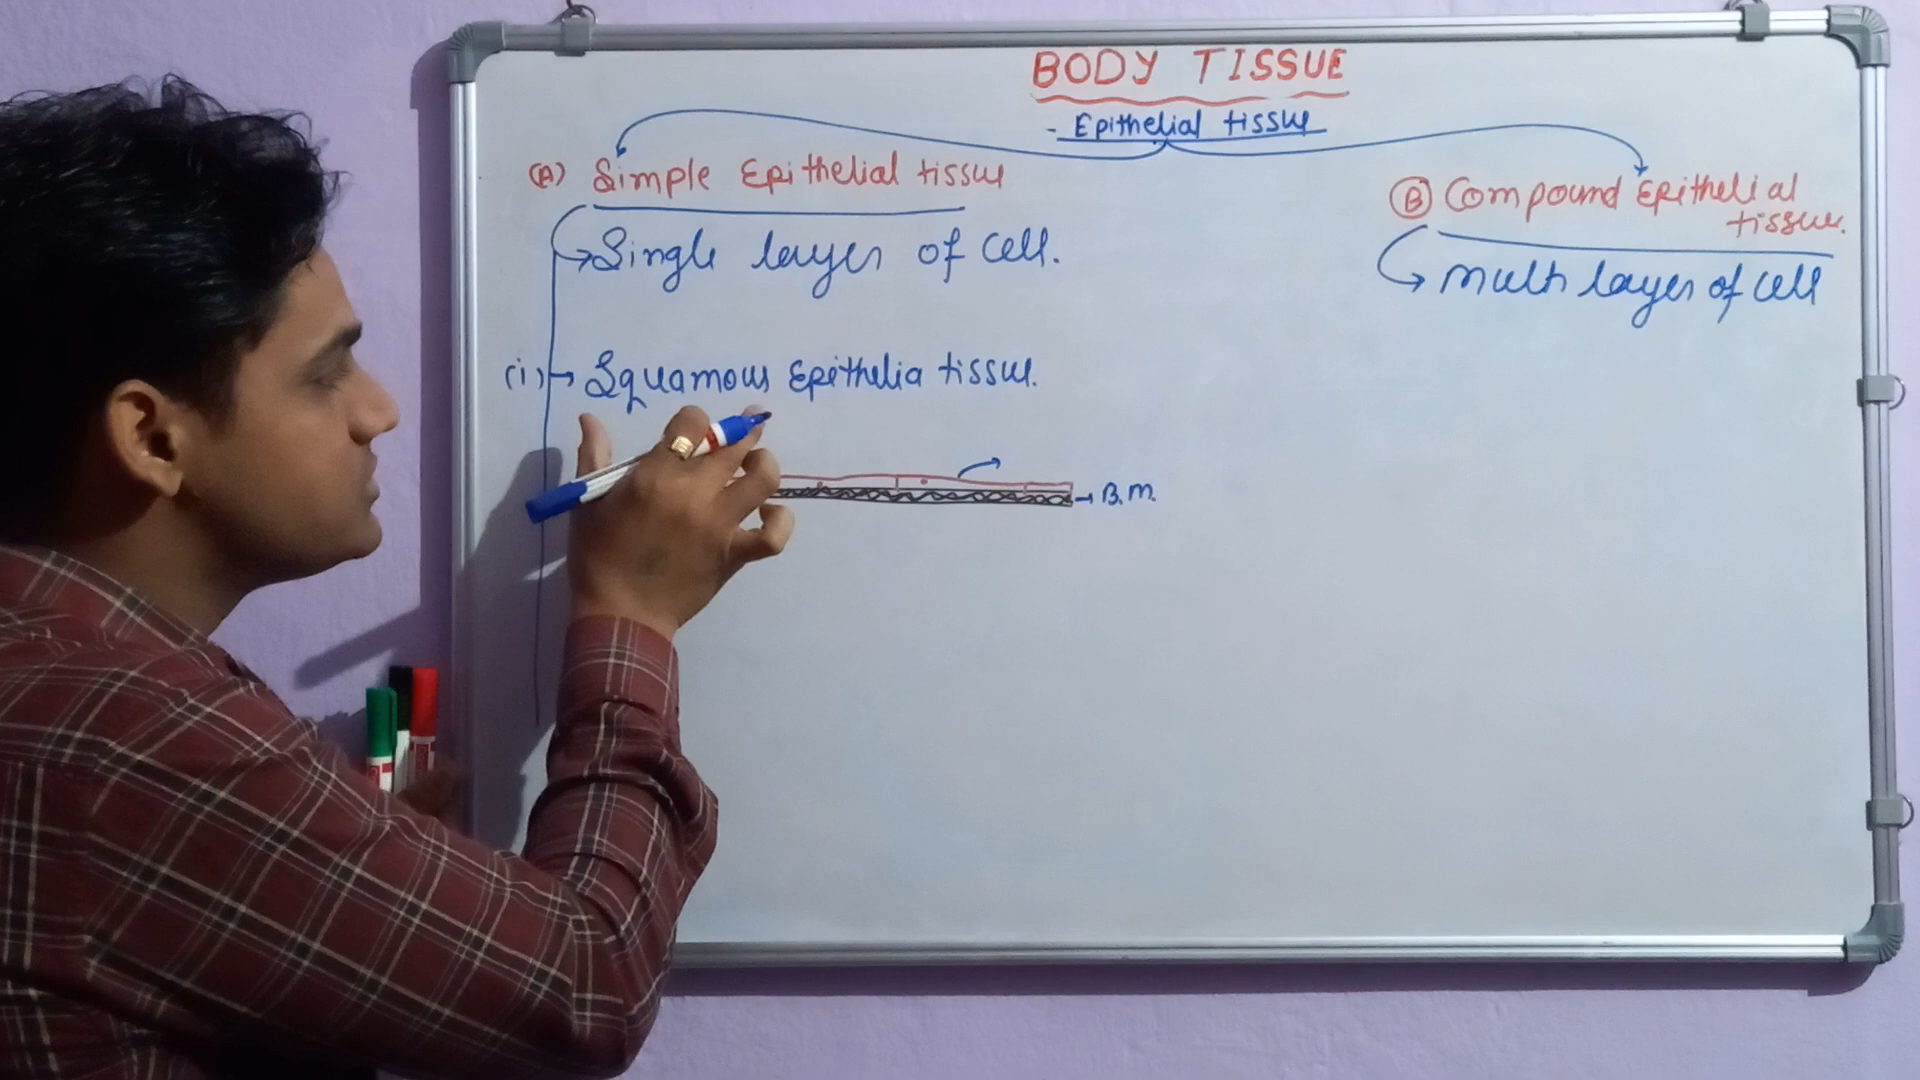 BODY TISSUE
- Epithelial tissue
(A) Simple Epithelial tissue
Single layer of cell.
(i) Squamous Epithelia tissue.
B.M.
(B) Compound Epithelial
tissue.
multi layer of cell